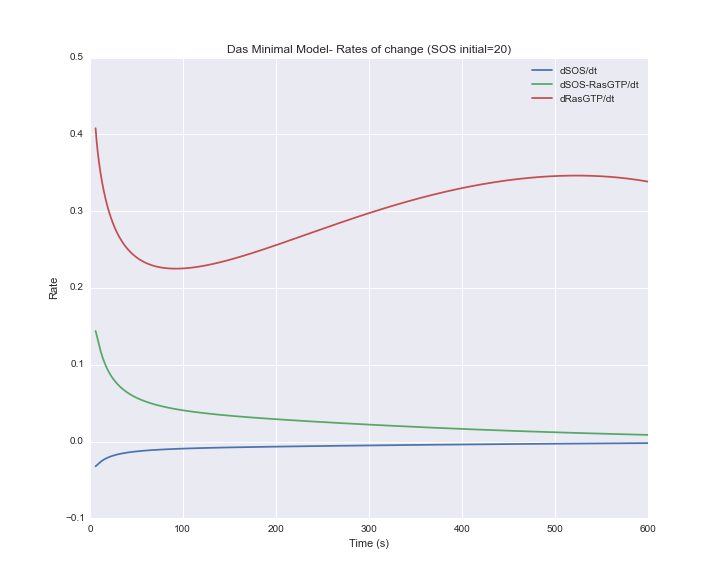 Das Minimal Model- Rates of change (SOS initial=20)
dSOS/dt
dSOS-RasGTP/dt
dRasGTP/dt
0.5
0.4
0.3
0.2
0.1
0.0
−0.1
Rate
0 100 200 300 400 500 600
Time (s)